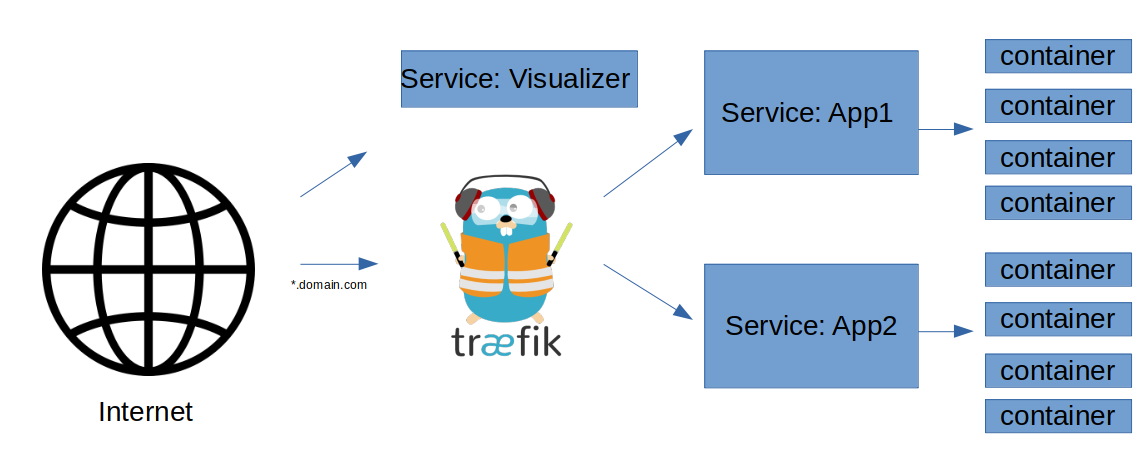 Service: Visualizer
*.domain.com
Internet
træfik
Service: App1
Service: App2
container
container
container
container
container
container
container
container